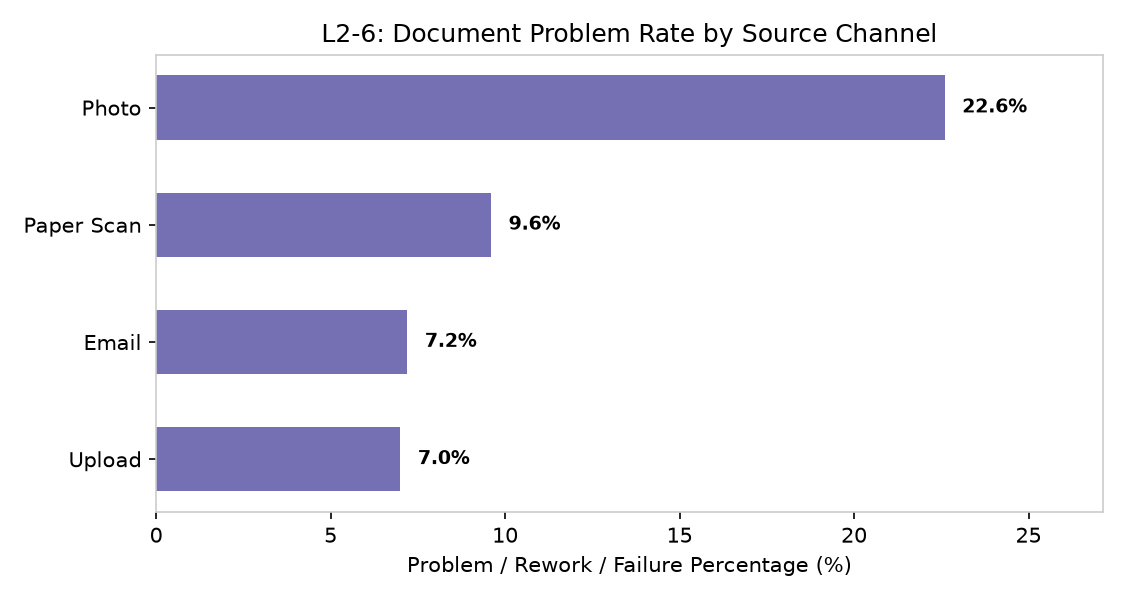 L2-6: Document Problem Rate by Source Channel
Photo
22.6%
Paper Scan
9.6%
Email
7.2%
Upload
7.0%
0 5 10 15 20 25
Problem / Rework / Failure Percentage (%)